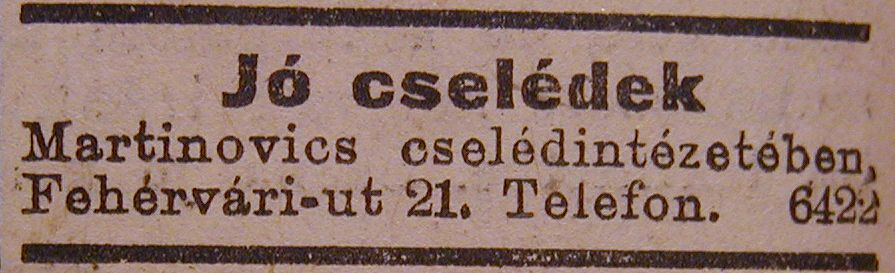 Jó cselédek
Martinovics cselédintézetében,
Fehérvári-ut 21. Telefon. 6422